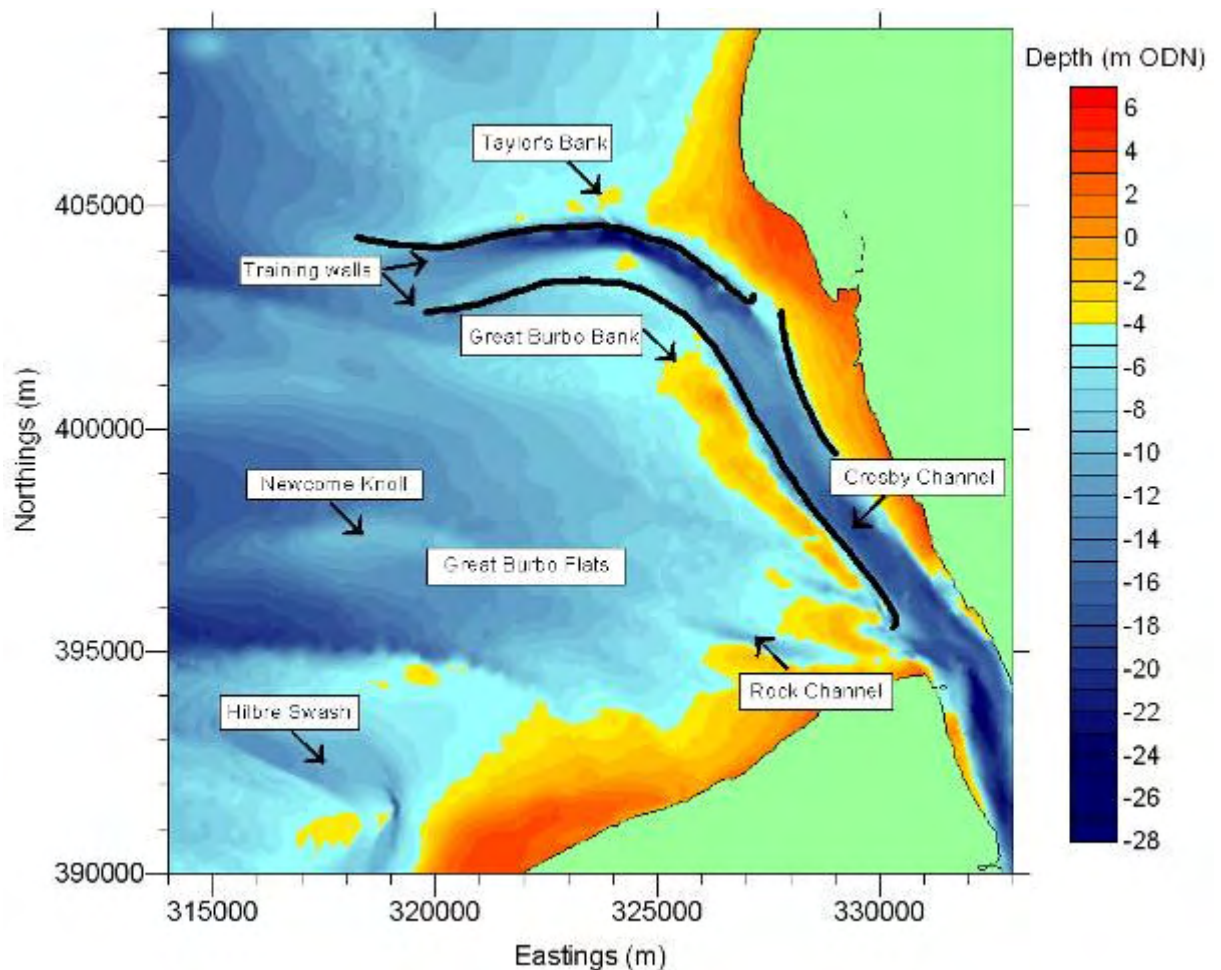 Depth (m ODN)
6
4
2
0
-2
-4
-6
-8
-10
-12
-14
-16
-18
-20
-22
-24
-26
-28
Taylor's Bank
405000
Training walls
Great Burbo Bank
400000
Northings (m)
Newcome Knoll
Crosby Channel
Great Burbo Flats
395000
Rock Channel
Hilbre Swash
390000
315000 320000 325000 330000
Eastings (m)